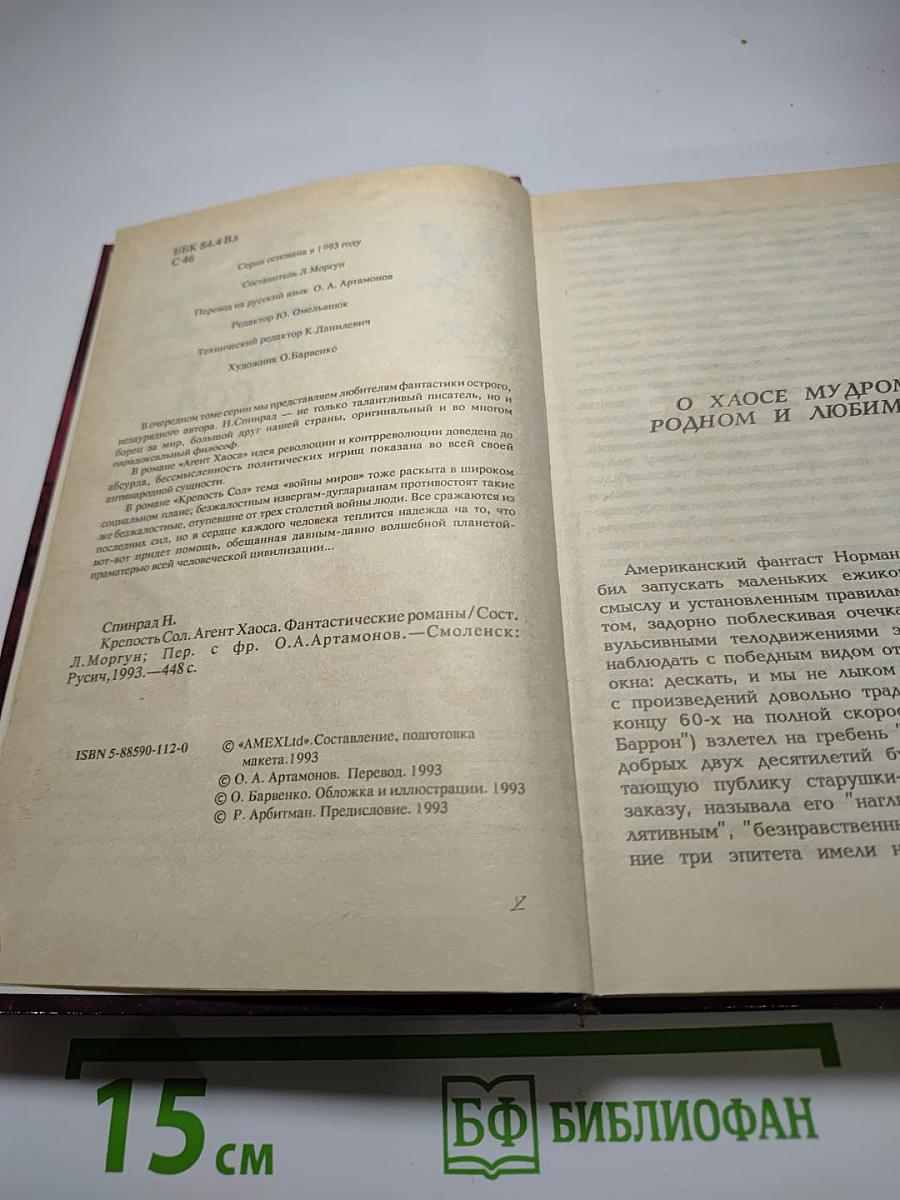 ББК 84.4 Вл
С 46
Серия основана в 1993 году
Составитель Л.Моргун
Перевод на русский язык О. А. Артамонов
Редактор Ю. Омельянюк
Технический редактор К.Данилевич
Художник О.Барвенко
В очередном томе серии мы представляем любителям фантастики острого,
незаурядного автора. Н.Спинрад — не только талантливый писатель, но и
борец за мир, большой друг нашей страны, оригинальный и во многом
парадоксальный философ.
В романе «Агент Хаоса» идея революции и контрреволюции доведена до
абсурда, бессмысленность политических игрищ показана во всей своей
антинародной сущности.
В романе «Крепость Сол» тема «войны миров» тоже раскрыта в широком
социальном плане; безжалостным извергам-дугларианам противостоят такие
же безжалостные, отупевшие от трех столетий войны люди. Все сражаются из
последних сил, но в сердце каждого человека теплится надежда на то, что
вот-вот придет помощь, обещанная давным-давно волшебной планетой-
праматерью всей человеческой цивилизации...
Спинрад Н.
Крепость Сол. Агент Хаоса. Фантастические романы/Сост.
Л.Моргун; Пер. с фр. О.А.Артамонов.—Смоленск:
Русич,1993.—448 с.
ISBN 5-88590-112-0
© «AMEXLtd».Составление, подготовка
макета.1993
© О. А. Артамонов. Перевод. 1993
© О. Барвенко. Обложка и иллюстрации. 1993
© Р. Арбитман. Предисловие. 1993
О ХАОСЕ МУДРОМ
РОДНОМ И ЛЮБИМ
Американский фантаст Норман
бил запускать маленьких ежиков
смыслу и установленным правилам
том, задорно поблескивая очечка
вульсивными телодвижениями э
наблюдать с победным видом от
окна: дескать, и мы не лыком
с произведений довольно трад
концу 60-х на полной скорос
Баррон") взлетел на гребень "
добрых двух десятилетий бу
тающую публику старушки-
заказу, называла его "нагл
лятивным", "безнравственн
ние три эпитета имели н
15 см
БФ БИБЛИОФАН